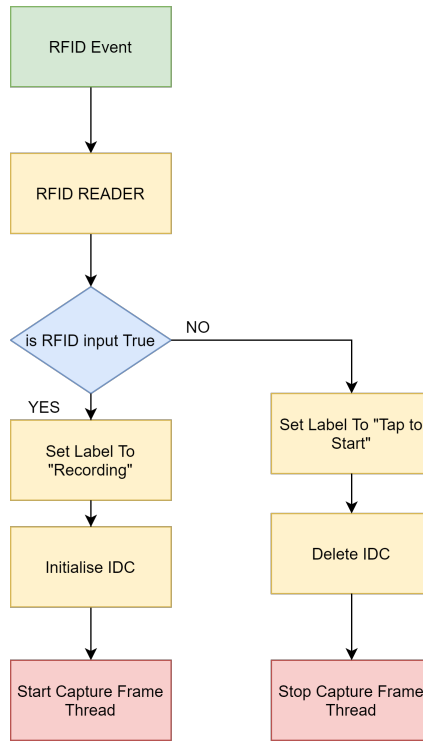 RFID Event
RFID READER
is RFID input True
NO
YES
Set Label To
"Recording"
Set Label To "Tap to
Start"
Initialise IDC
Delete IDC
Start Capture Frame
Thread
Stop Capture Frame
Thread